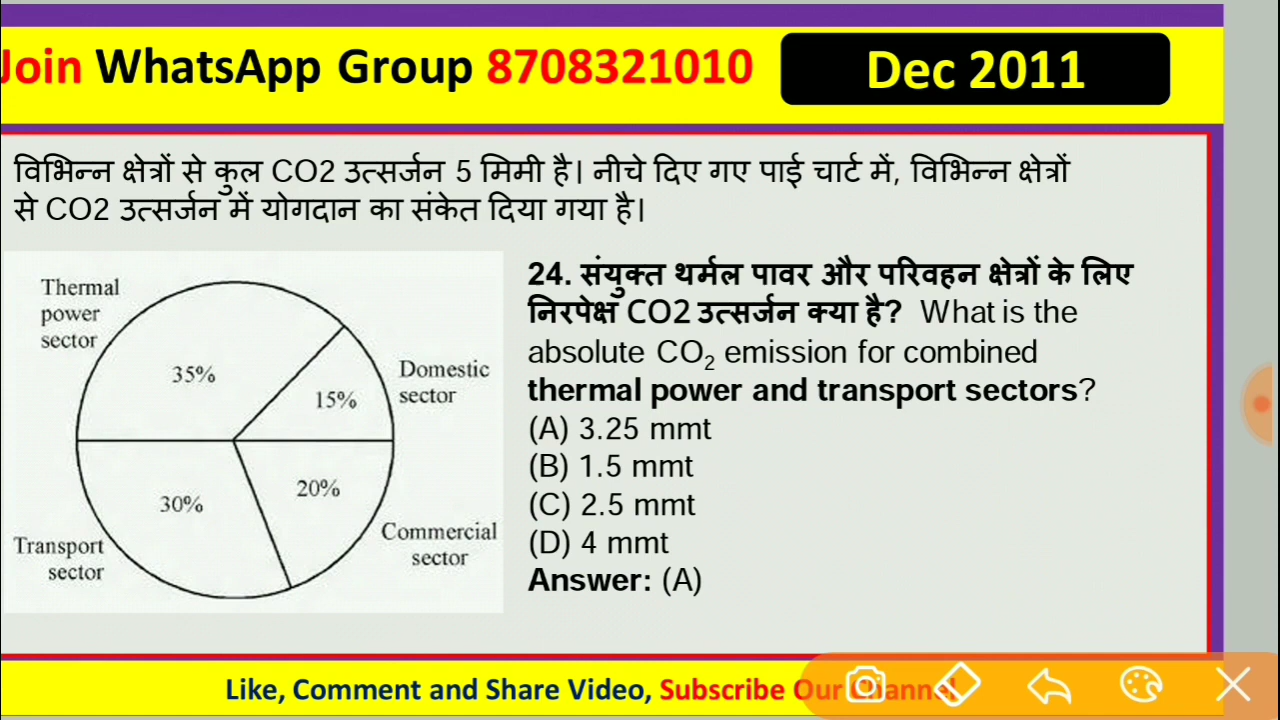 Join WhatsApp Group 8708321010
Dec 2011
विभिन्न क्षेत्रों से कुल CO2 उत्सर्जन 5 मिमी है। नीचे दिए गए पाई चार्ट में, विभिन्न क्षेत्रों
से CO2 उत्सर्जन में योगदान का संकेत दिया गया है।
Thermal
power
sector
35%
Domestic
sector
15%
30%
20%
Transport
sector
Commercial
sector
24. संयुक्त थर्मल पावर और परिवहन क्षेत्रों के लिए
निरपेक्ष CO2 उत्सर्जन क्या है? What is the
absolute CO₂ emission for combined
thermal power and transport sectors?
(A) 3.25 mmt
(B) 1.5 mmt
(C) 2.5 mmt
(D) 4 mmt
Answer: (A)
Like, Comment and Share Video, Subscribe Our Channel